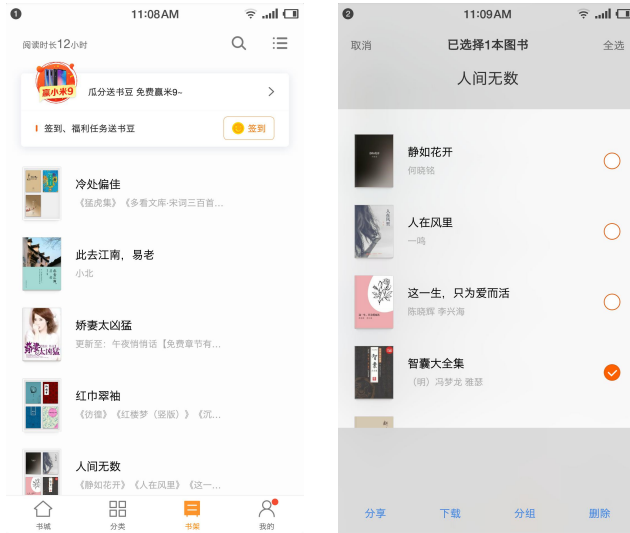 1
11:08AM
阅读时长12小时
赢小米9
瓜分送书豆 免费赢米9~
签到、福利任务送书豆
签到
冷处偏佳
《猛虎集》《多看文库·宋词三百首...
此去江南，易老
小北
娇妻太凶猛
更新至：午夜悄悄话【免费章节有...
红巾翠袖
《彷徨》《红楼梦（竖版）》《沉...
人间无数
《静如花开》《人在风里》《这一...
书城
分类
书架
我的
2
11:09AM
取消
已选择1本图书
全选
人间无数
静如花开
何晓铭
人在风里
一鸣
这一生，只为爱而活
陈晓辉 李兴海
智囊
智囊大全集
（明）冯梦龙 雅瑟
分享
下载
分组
删除